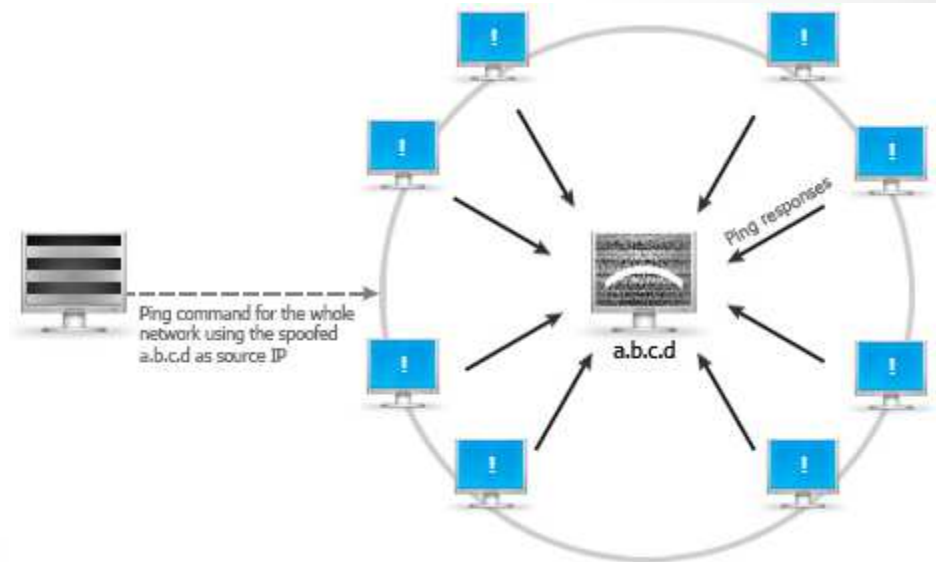 !
!
!
!
Ping responses
Ping command for the whole
network using the spoofed
a.b.c.d as source IP
a.b.c.d
!
!
!
!